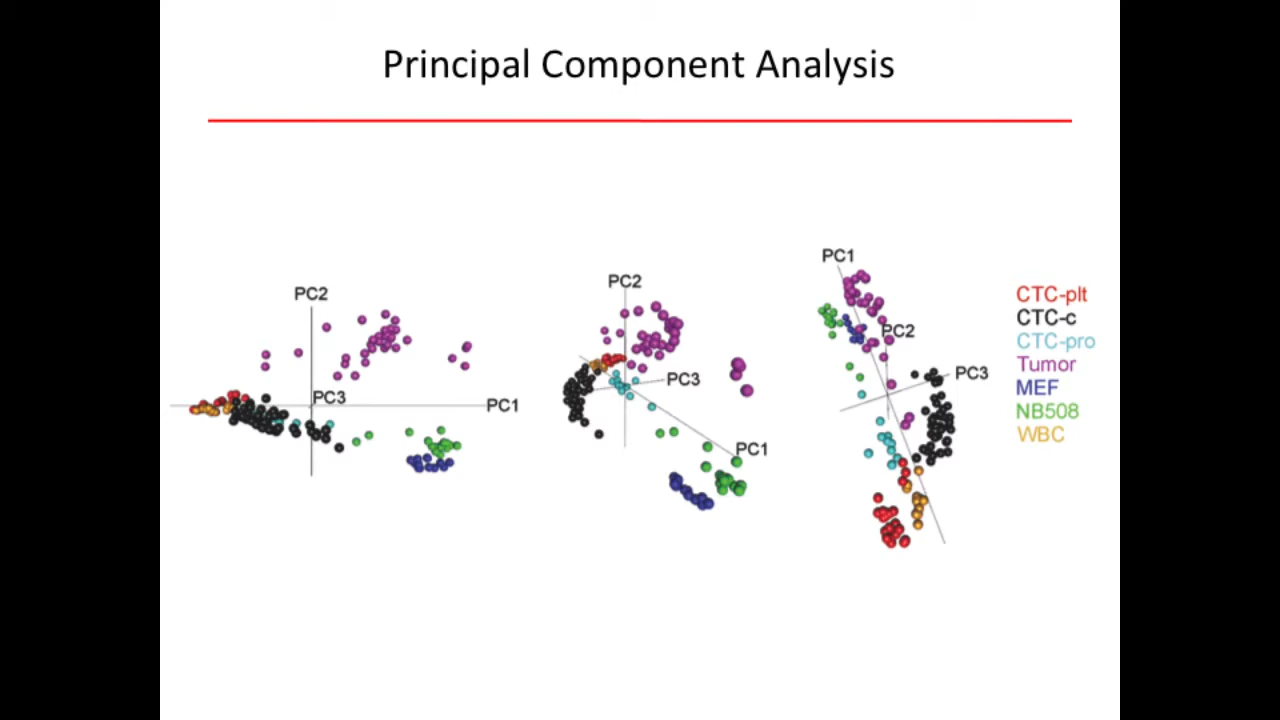 Principal Component Analysis
PC2
PC3
PC1
PC2
PC3
PC1
PC1
PC2
PC3
CTC-plt
CTC-c
CTC-pro
Tumor
MEF
NB508
WBC